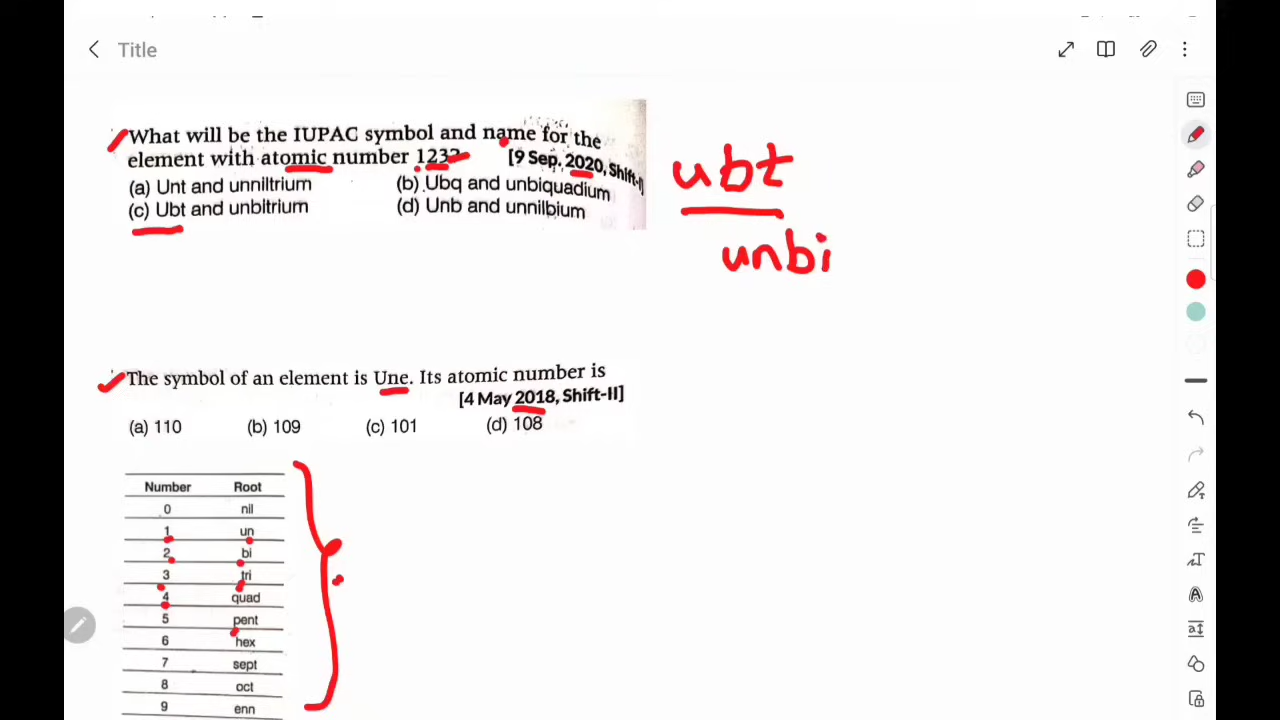 Title
What will be the IUPAC symbol and name for the
element with atomic number 123?
[9 Sep. 2020, Shift-I]
(a) Unt and unniltrium (b) Ubq and unbiquadium
(c) Ubt and unbitrium (d) Unb and unnilbium
ubt
unbi
The symbol of an element is Une. Its atomic number is
[4 May 2018, Shift-II]
(a) 110 (b) 109 (c) 101 (d) 108
Number Root
0 nil
1 un
2 bi
3 tri
4 quad
5 pent
6 hex
7 sept
8 oct
9 enn